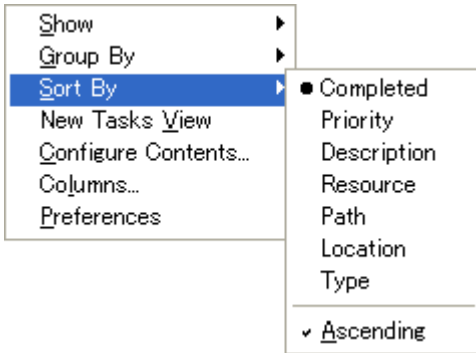 Show
Group By
Sort By
New Tasks View
Configure Contents...
Columns...
Preferences
Completed
Priority
Description
Resource
Path
Location
Type
Ascending